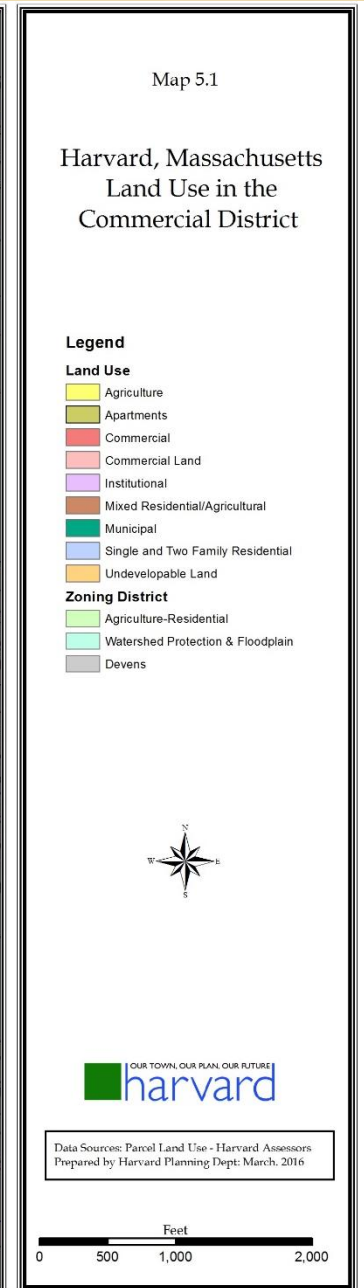 Map 5.1
Harvard, Massachusetts
Land Use in the
Commercial District
Legend
Land Use
Agriculture
Apartments
Commercial
Commercial Land
Institutional
Mixed Residential/Agricultural
Municipal
Single and Two Family Residential
Undevelopable Land
Zoning District
Agriculture-Residential
Watershed Protection & Floodplain
Devens
N
W E
S
OUR TOWN, OUR PLAN, OUR FUTURE
harvard
Data Sources: Parcel Land Use - Harvard Assessors
Prepared by Harvard Planning Dept: March. 2016
Feet
0 500 1,000 2,000